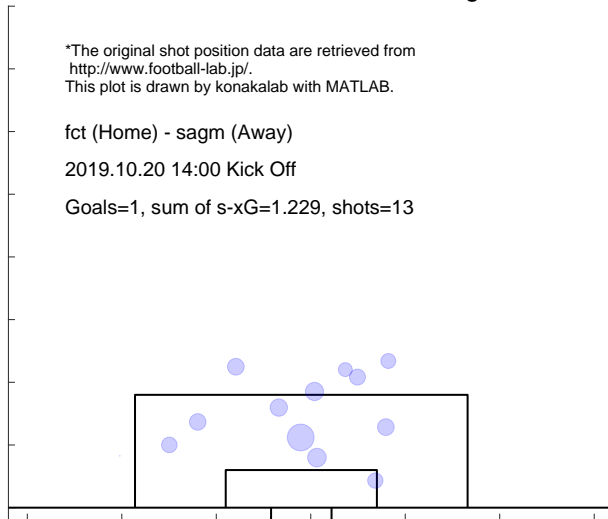 *The original shot position data are retrieved from
http://www.football-lab.jp/.
This plot is drawn by konakalab with MATLAB.
fct (Home) - sagm (Away)
2019.10.20 14:00 Kick Off
Goals=1, sum of s-xG=1.229, shots=13